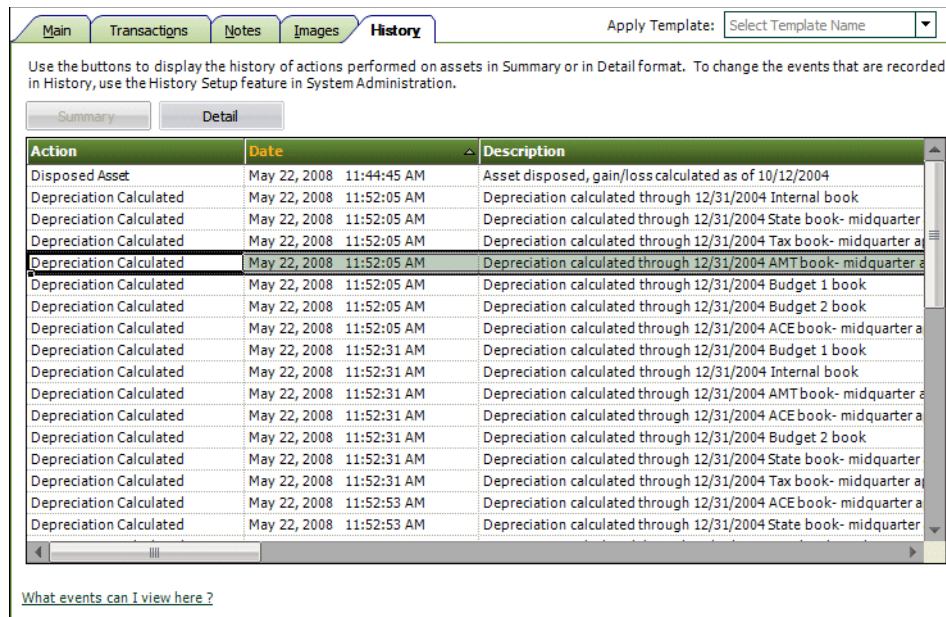 Main Transactions Notes Images History Apply Template: Select Template Name
Use the buttons to display the history of actions performed on assets in Summary or in Detail format. To change the events that are recorded
in History, use the History Setup feature in System Administration.
Summary Detail
Action Date Description
Disposed Asset May 22, 2008 11:44:45 AM Asset disposed, gain/loss calculated as of 10/12/2004
Depreciation Calculated May 22, 2008 11:52:05 AM Depreciation calculated through 12/31/2004 Internal book
Depreciation Calculated May 22, 2008 11:52:05 AM Depreciation calculated through 12/31/2004 State book- midquarter
Depreciation Calculated May 22, 2008 11:52:05 AM Depreciation calculated through 12/31/2004 Tax book- midquarter
Depreciation Calculated May 22, 2008 11:52:05 AM Depreciation calculated through 12/31/2004 AMT book- midquarter
Depreciation Calculated May 22, 2008 11:52:05 AM Depreciation calculated through 12/31/2004 Budget 1 book
Depreciation Calculated May 22, 2008 11:52:05 AM Depreciation calculated through 12/31/2004 Budget 2 book
Depreciation Calculated May 22, 2008 11:52:05 AM Depreciation calculated through 12/31/2004 ACE book- midquarter
Depreciation Calculated May 22, 2008 11:52:31 AM Depreciation calculated through 12/31/2004 Budget 1 book
Depreciation Calculated May 22, 2008 11:52:31 AM Depreciation calculated through 12/31/2004 Internal book
Depreciation Calculated May 22, 2008 11:52:31 AM Depreciation calculated through 12/31/2004 AMT book- midquarter
Depreciation Calculated May 22, 2008 11:52:31 AM Depreciation calculated through 12/31/2004 ACE book- midquarter
Depreciation Calculated May 22, 2008 11:52:31 AM Depreciation calculated through 12/31/2004 Budget 2 book
Depreciation Calculated May 22, 2008 11:52:31 AM Depreciation calculated through 12/31/2004 State book- midquarter
Depreciation Calculated May 22, 2008 11:52:31 AM Depreciation calculated through 12/31/2004 Tax book- midquarter
Depreciation Calculated May 22, 2008 11:52:53 AM Depreciation calculated through 12/31/2004 ACE book- midquarter
Depreciation Calculated May 22, 2008 11:52:53 AM Depreciation calculated through 12/31/2004 State book- midquarter
What events can I view here ?